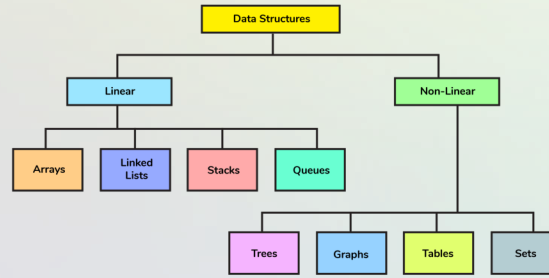 Data Structures
Linear
Non-Linear
Arrays
Linked
Lists
Stacks
Queues
Trees
Graphs
Tables
Sets